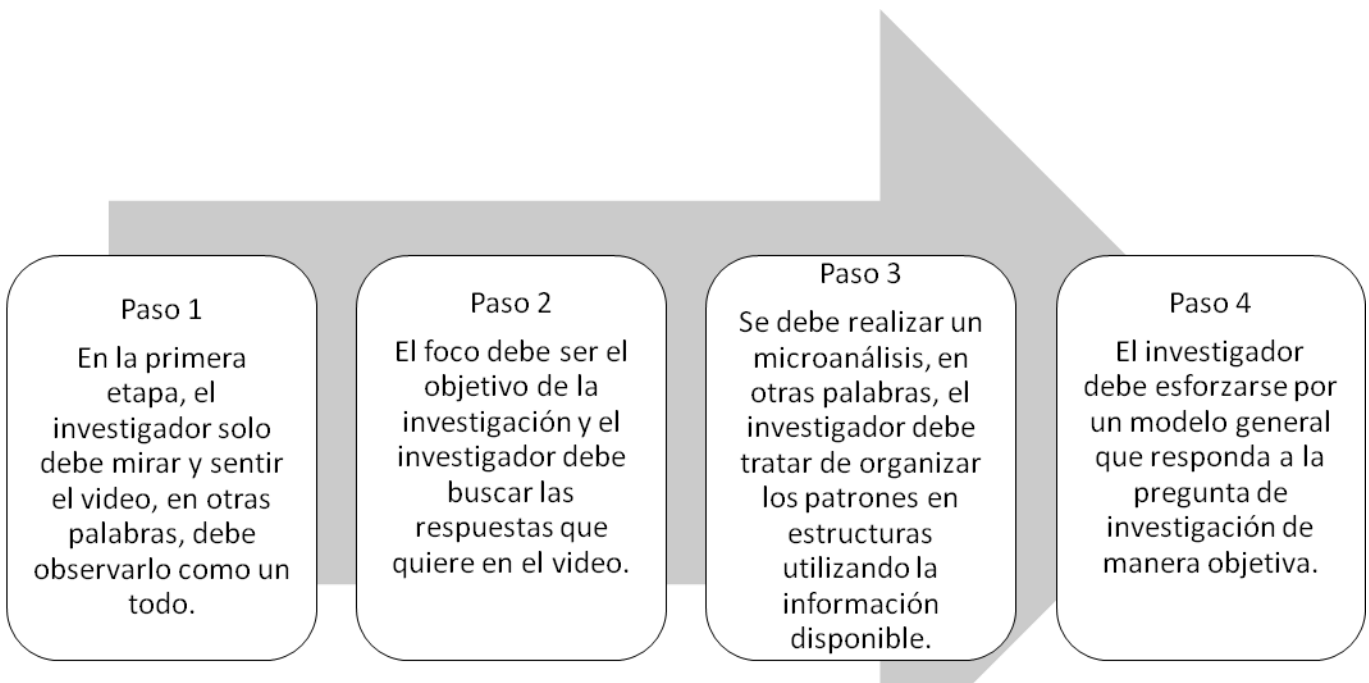 Paso 1
En la primera
etapa, el
investigador solo
debe mirar y sentir
el video, en otras
palabras, debe
observarlo como un
todo.
Paso 2
El foco debe ser el
objetivo de la
investigación y el
investigador debe
buscar las
respuestas que
quiere en el video.
Paso 3
Se debe realizar un
microanálisis, en
otras palabras, el
investigador debe
tratar de organizar
los patrones en
estructuras
utilizando la
información
disponible.
Paso 4
El investigador
debe esforzarse por
un modelo general
que responda a la
pregunta de
investigación de
manera objetiva.